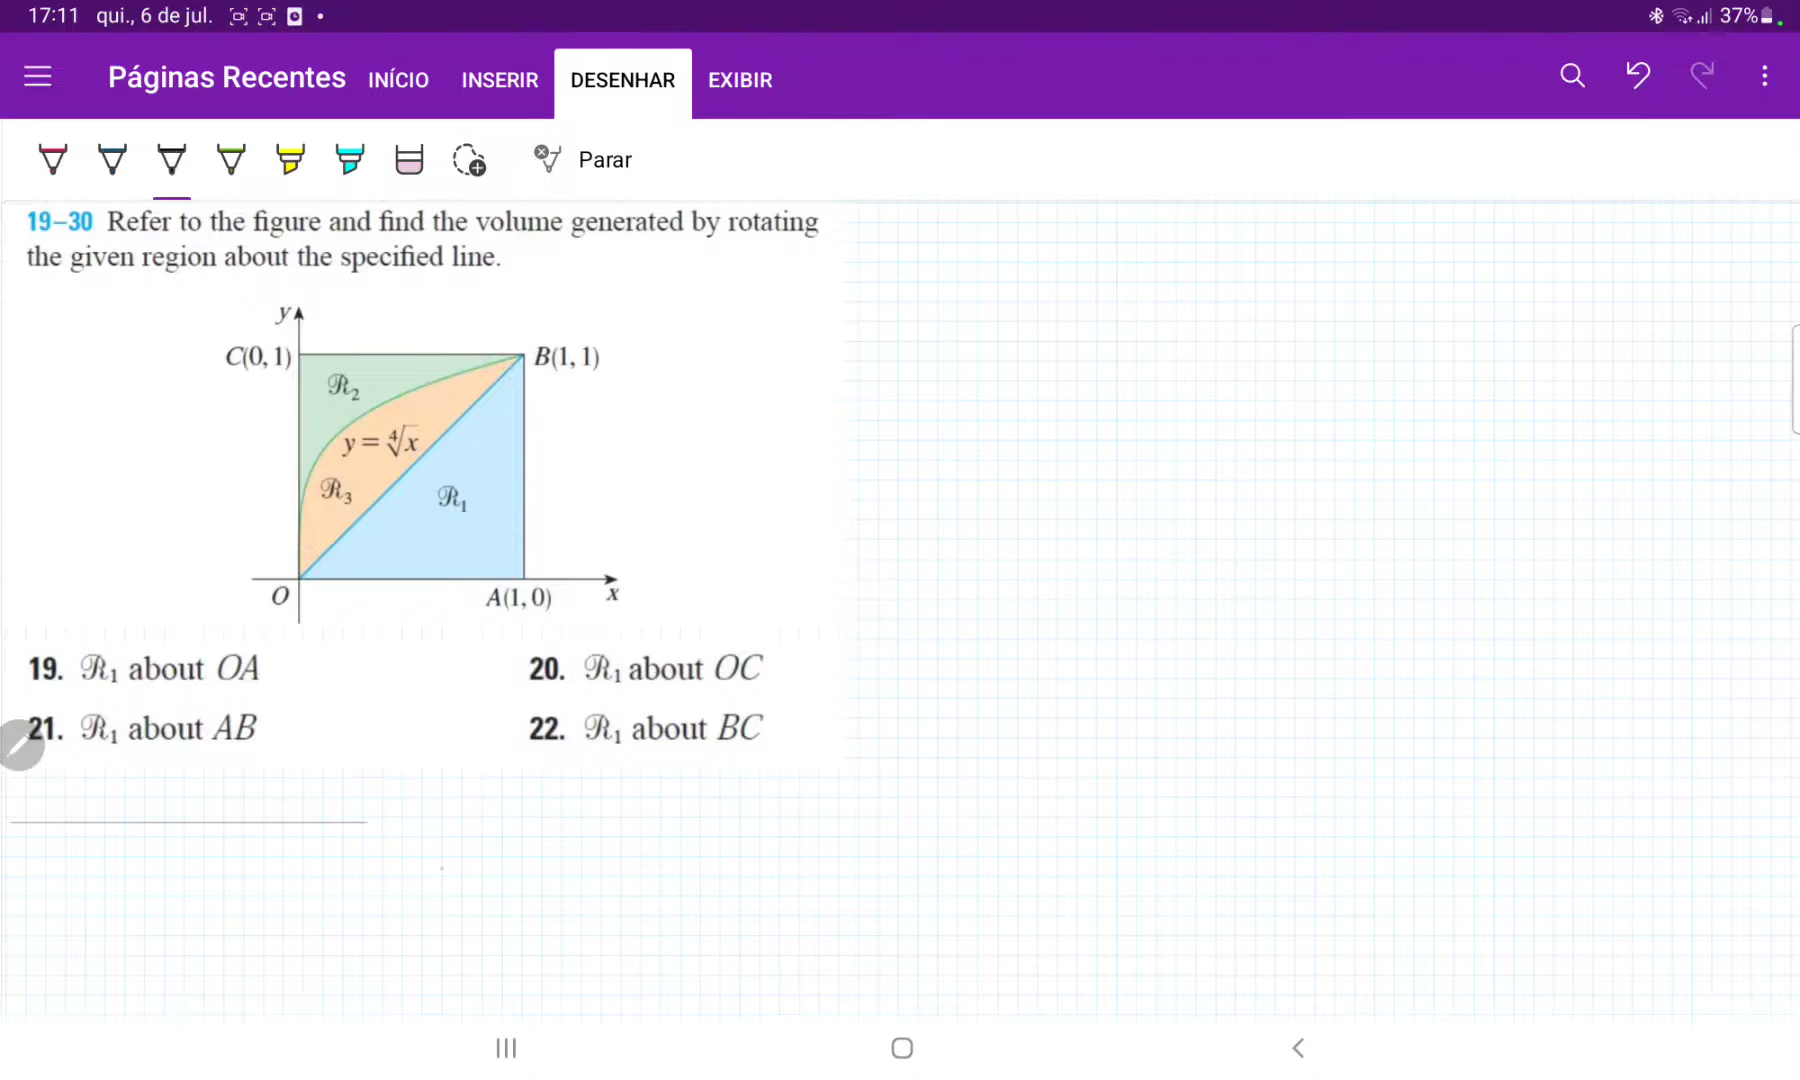 17:11 qui., 6 de jul. 37%
Páginas Recentes INÍCIO INSERIR DESENHAR EXIBIR
Parar
19–30 Refer to the figure and find the volume generated by rotating
the given region about the specified line.
y
C(0, 1) B(1, 1)
ℛ₂
y = ∜x
ℛ₃ ℛ₁
O A(1, 0) x
19. ℛ₁ about OA 20. ℛ₁ about OC
21. ℛ₁ about AB 22. ℛ₁ about BC